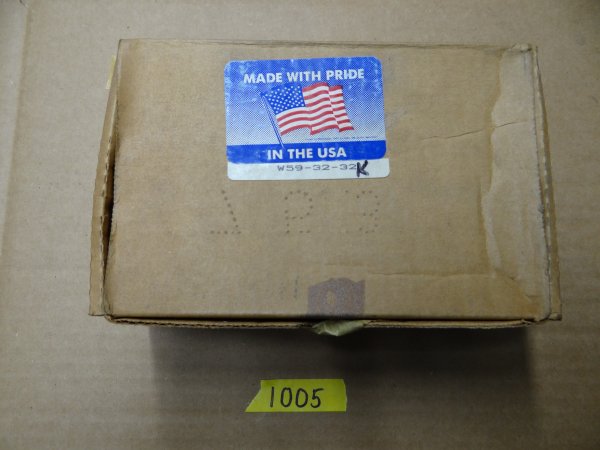 MADE WITH PRIDE
IN THE USA
W59-32-32K
1005